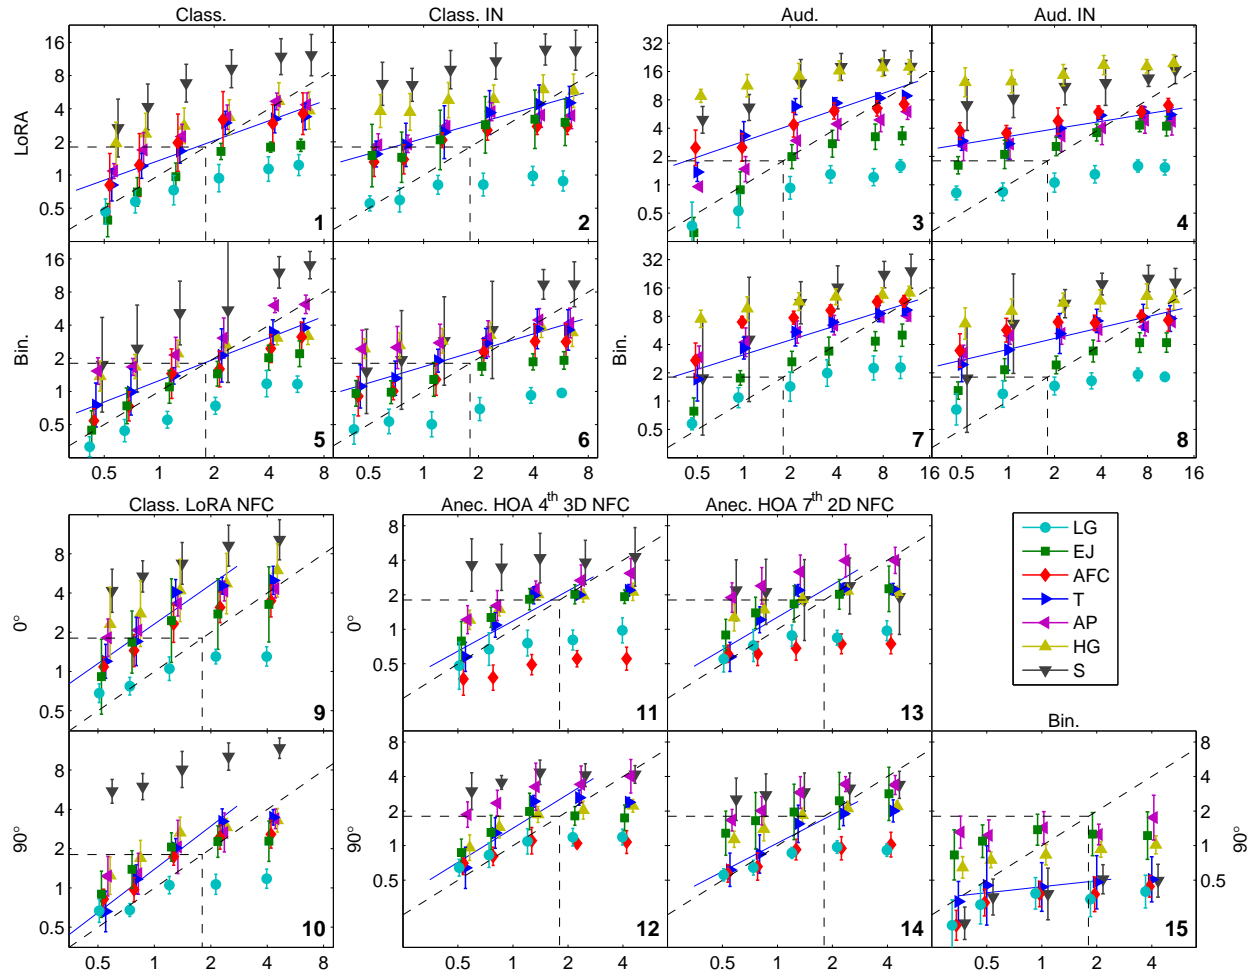 Class. Class. IN Aud. Aud. IN
LoRA 16 8 4 2 1 0.5 1 2 32 16 8 4 2 1 0.5 3 4
Bin. 16 8 4 2 1 0.5 5 6 Bin. 32 16 8 4 2 1 0.5 7 8
0.5 1 2 4 8 0.5 1 2 4 8 0.5 1 2 4 8 16 0.5 1 2 4 8 16
Class. LoRA NFC Anec. HOA 4th 3D NFC Anec. HOA 7th 2D NFC
0° 8 4 2 1 0.5 9 0° 8 4 2 1 0.5 11 13
LG
EJ
AFC
T
AP
HG
S
Bin.
90° 8 4 2 1 0.5 10 90° 8 4 2 1 0.5 12 14 15 8 4 2 1 0.5 90°
0.5 1 2 4 8 0.5 1 2 4 0.5 1 2 4 0.5 1 2 4